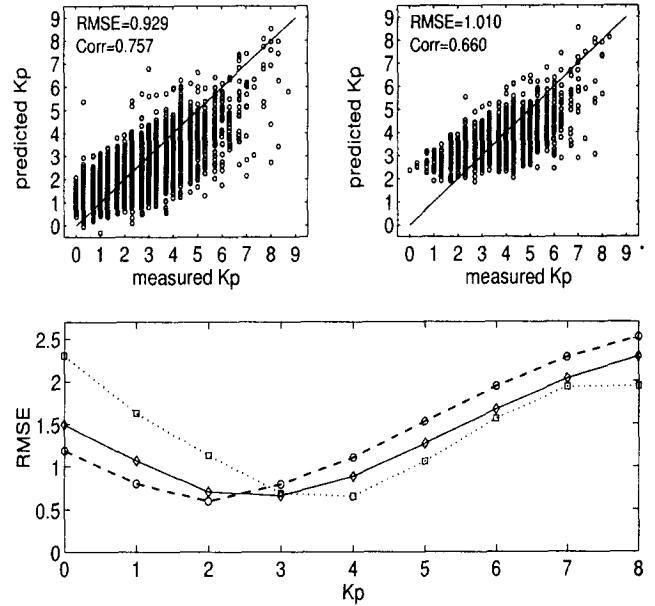 RMSE=0.929
Corr=0.757
9
8
7
6
5
4
3
2
1
0
predicted Kp
0 1 2 3 4 5 6 7 8 9
measured Kp
RMSE=1.010
Corr=0.660
9
8
7
6
5
4
3
2
1
0
predicted Kp
0 1 2 3 4 5 6 7 8 9
measured Kp
2.5
2
1.5
1
0.5
0
RMSE
0 1 2 3 4 5 6 7 8
Kp